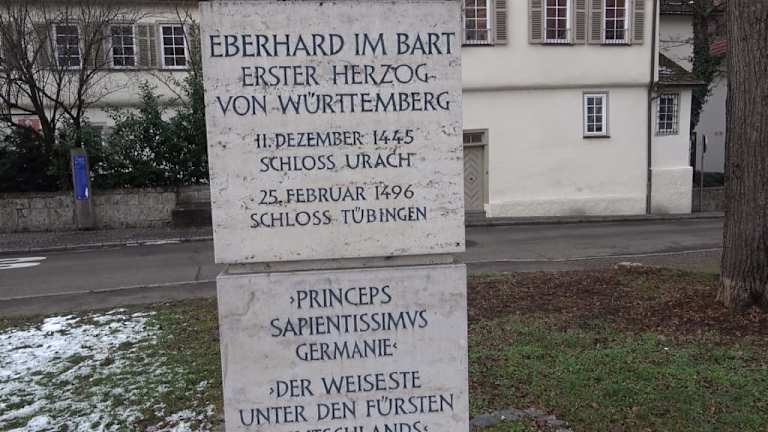 EBERHARD IM BART
ERSTER HERZOG
VON WÜRTTEMBERG
11. DEZEMBER 1445
SCHLOSS URACH
25. FEBRUAR 1496
SCHLOSS TÜBINGEN
›PRINCEPS
SAPIENTISSIMVS
GERMANIE‹
›DER WEISESTE
UNTER DEN FÜRSTEN